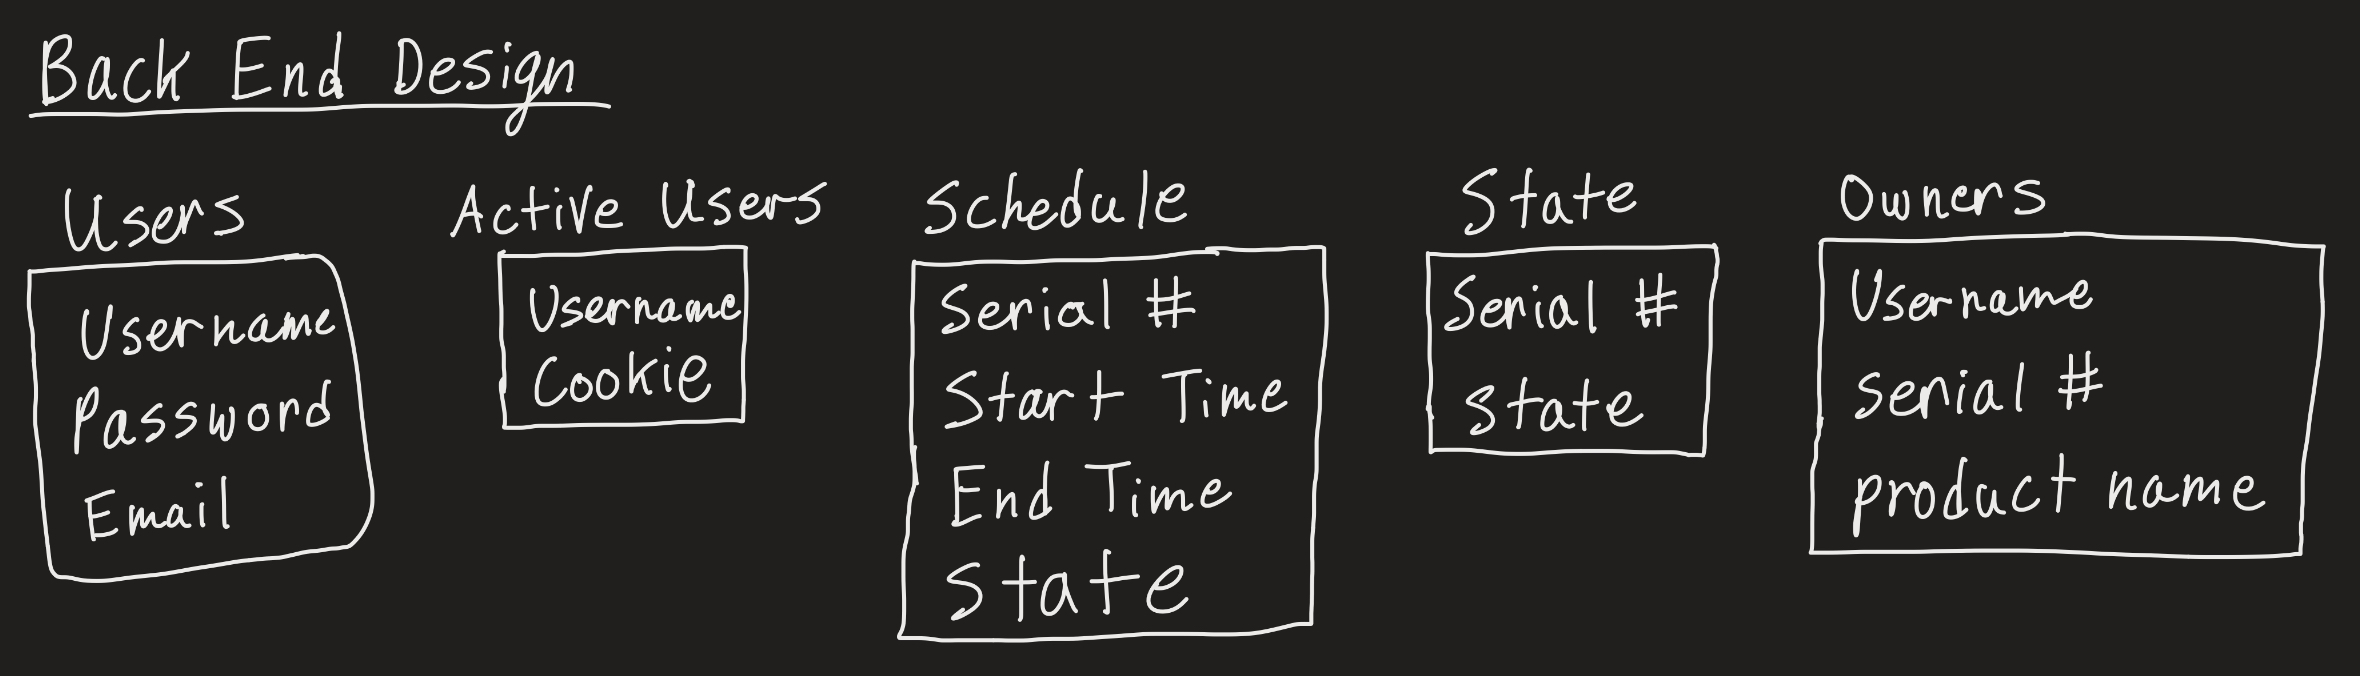 Back End Design
Users
Username
Password
Email
Active Users
Username
Cookie
Schedule
Serial #
Start Time
End Time
State
State
Serial #
State
Owners
Username
Serial #
product name